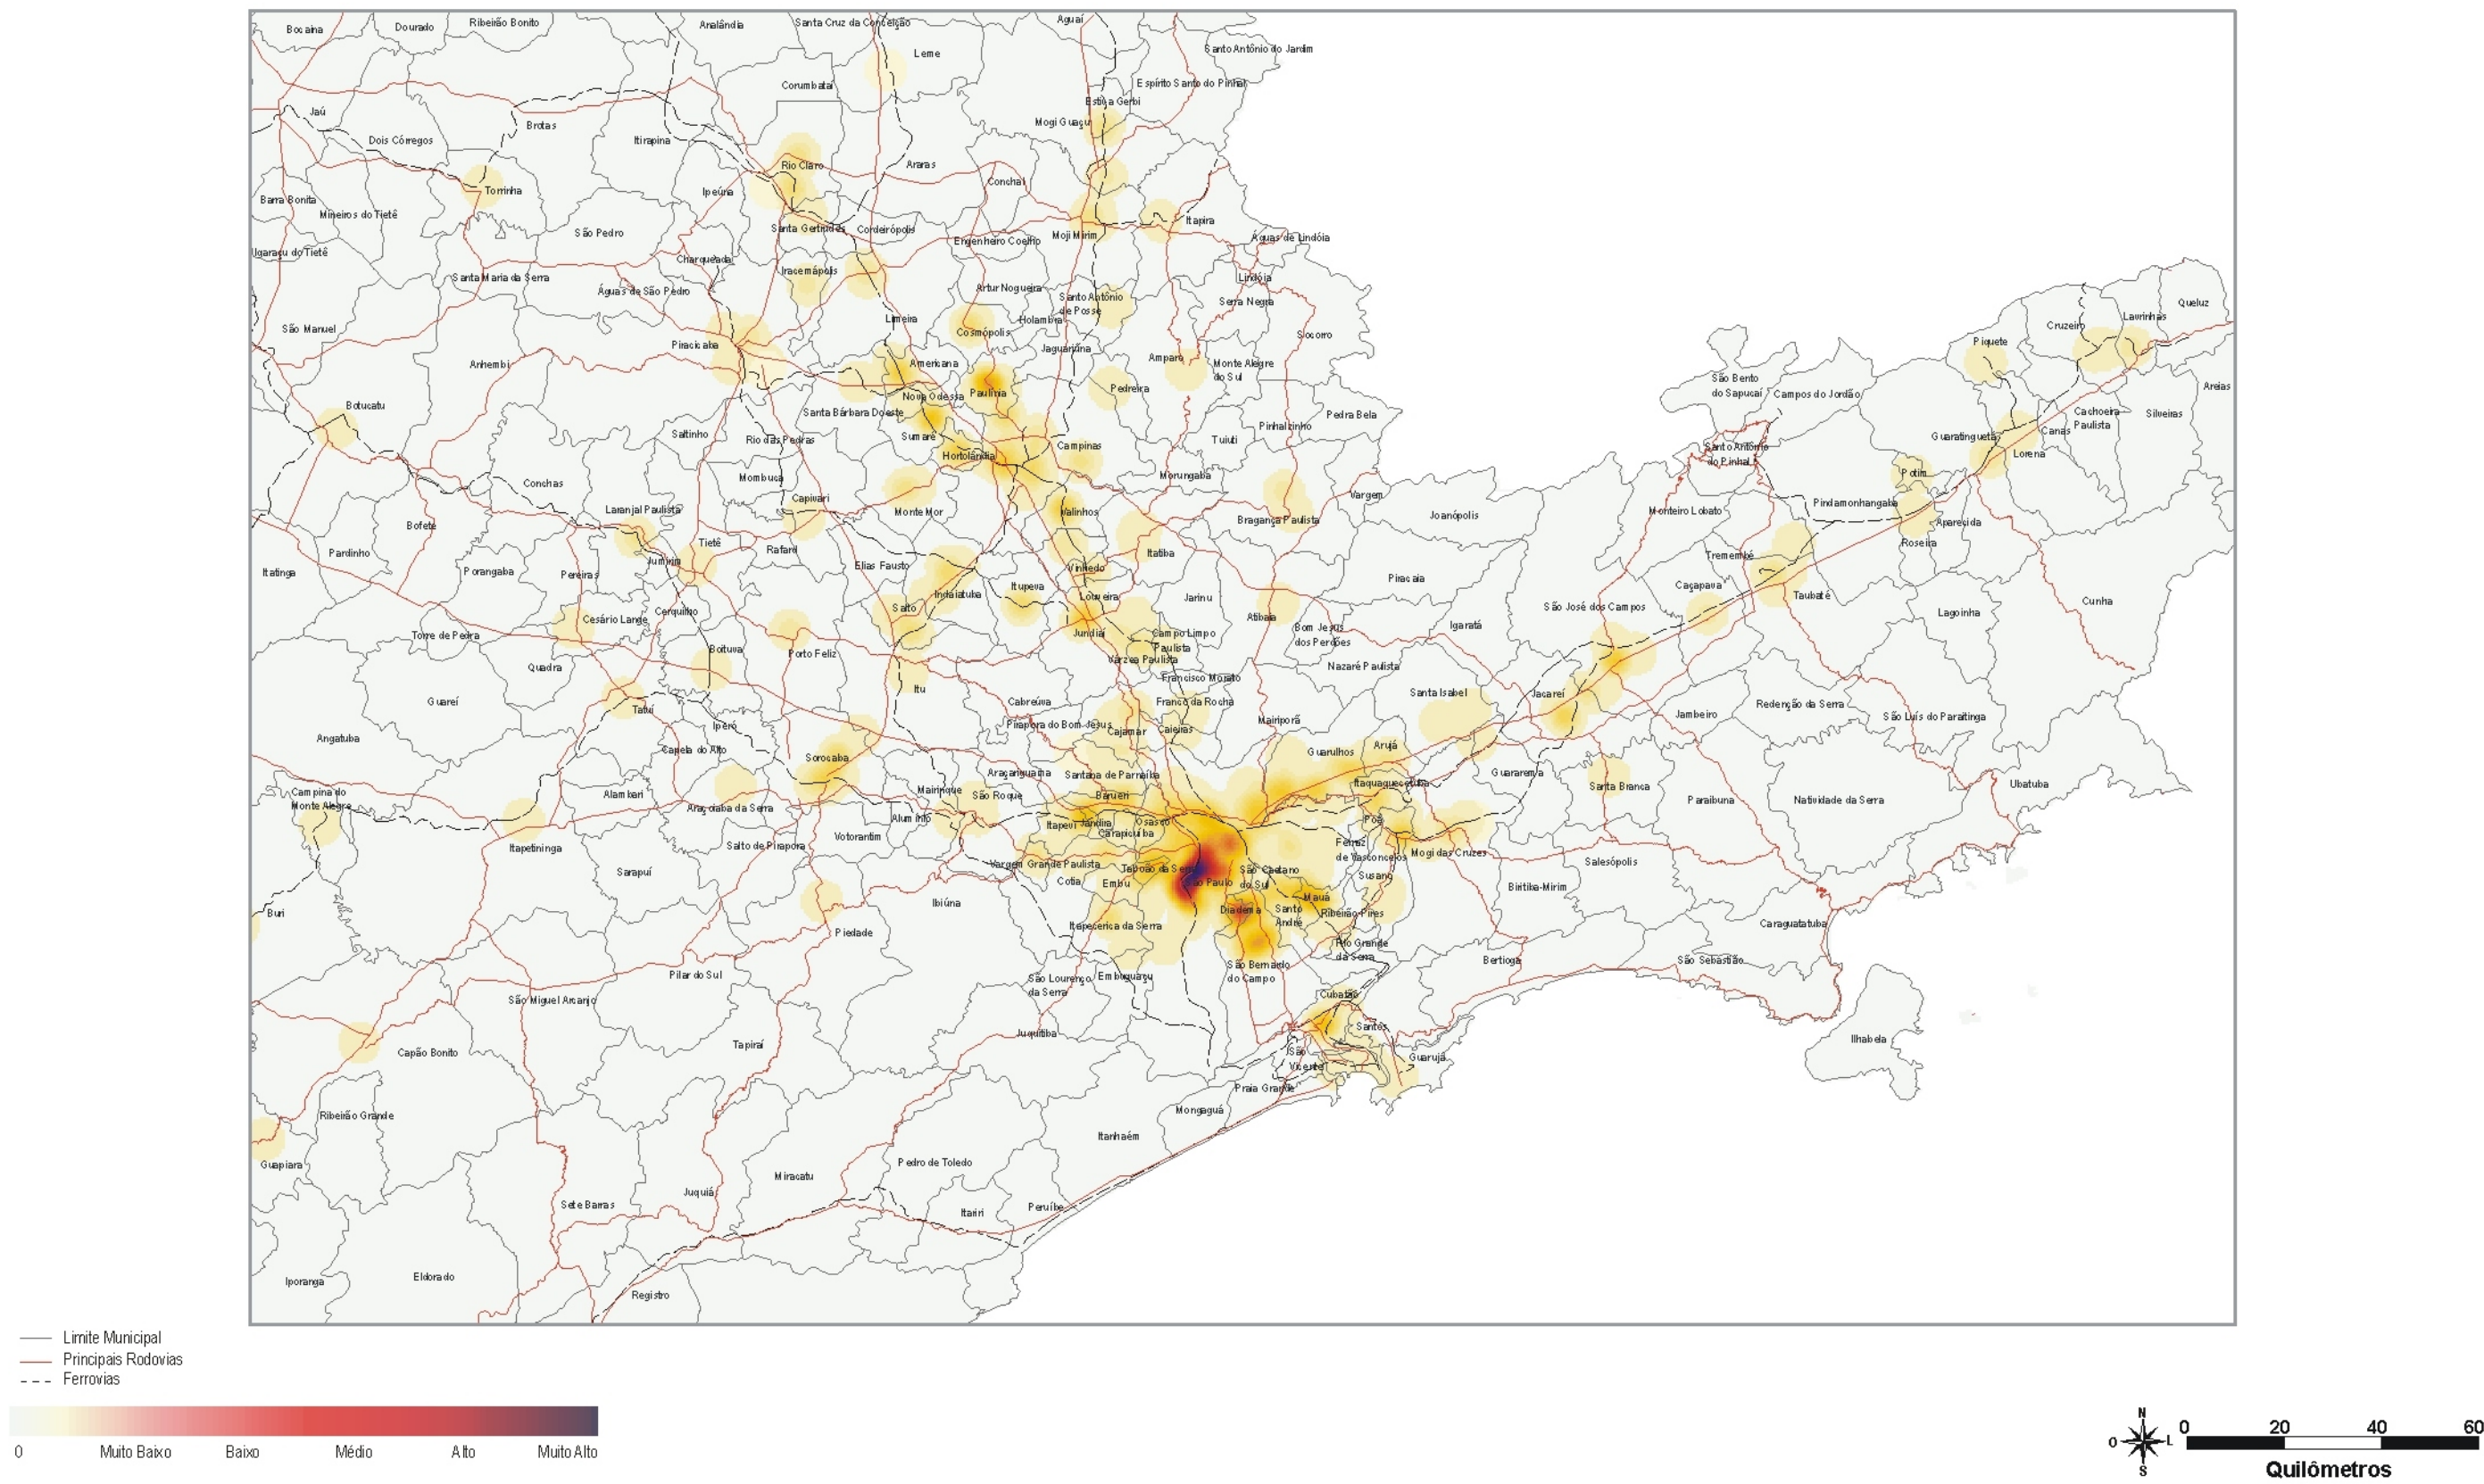 Bocaina
Dourado
Ribeirão Bonito
Analândia
Santa Cruz da Conceição
Aguaí
Leme
Santo Antônio do Jardim
Corumbataí
Espírito Santo do Pinhal
Estiva Gerbi
Jaú
Brotas
Mogi Guaçu
Dois Córregos
Itirapina
Rio Claro
Araras
Conchal
Torrinha
Ipeúna
Barra Bonita
Mineiros do Tietê
Itapira
São Pedro
Santa Gertrudes
Cordeirópolis
Engenheiro Coelho
Moji Mirim
Águas de Lindóia
Igaraçu do Tietê
Charqueada
Iracemápolis
Santa Maria da Serra
Lindóia
Águas de São Pedro
Artur Nogueira
Santo Antônio
de Posse
Serra Negra
Queluz
São Manuel
Limeira
Holambra
Cosmópolis
Socorro
Lavrinhas
Cruzeiro
Piracicaba
Jaguariúna
Piquete
Anhembi
Americana
Amparo
Monte Alegre
do Sul
São Bento
do Sapucaí
Campos do Jordão
Areias
Pedreira
Nova Odessa
Paulínia
Botucatu
Santa Bárbara Doeste
Pedra Bela
Cachoeira
Paulista
Silveiras
Saltinho
Rio das Pedras
Sumaré
Campinas
Tuiuti
Pinhalzinho
Canas
Guaratinguetá
Lorena
Hortolândia
Santo Antônio
do Pinhal
Conchas
Mombuca
Morungaba
Potim
Capivari
Vargem
Laranjal Paulista
Monte Mor
Valinhos
Bragança Paulista
Joanópolis
Monteiro Lobato
Pindamonhangaba
Aparecida
Bofete
Roseira
Pardinho
Tietê
Rafard
Itatiba
Tremembé
Itatinga
Porangaba
Pereiras
Jumirim
Elias Fausto
Vinhedo
Piracaia
Caçapava
Indaiatuba
Itupeva
Louveira
Jarinu
Taubaté
Cunha
Cerquilho
Salto
São José dos Campos
Lagoinha
Cesário Lange
Atibaia
Torre de Pedra
Jundiaí
Campo Limpo
Paulista
Bom Jesus
dos Perdões
Igaratá
Boituva
Porto Feliz
Várzea Paulista
Quadra
Nazaré Paulista
Francisco Morato
Itu
Guareí
Tatuí
Cabreúva
Franco da Rocha
Santa Isabel
Jacareí
Redenção da Serra
Iperó
Pirapora do Bom Jesus
Cajamar
Caieiras
Mairiporã
Jambeiro
São Luís do Paraitinga
Angatuba
Capela do Alto
Sorocaba
Guarulhos
Arujá
Araçariguama
Santana de Parnaíba
Guararema
Itaquaquecetuba
Campina do
Monte Alegre
Alambari
Mairinque
São Roque
Barueri
Santa Branca
Ubatuba
Paraibuna
Natividade da Serra
Araçoiaba da Serra
Alumínio
Itapevi
Jandira
Osasco
Carapicuíba
Poá
Votorantim
Itapetininga
Salto de Pirapora
Ferraz
de Vasconcelos
Mogi das Cruzes
Vargem Grande Paulista
Salesópolis
Sarapuí
Taboão da Serra
São Caetano
do Sul
Suzano
Cotia
Embu
São Paulo
Biritiba-Mirim
Mauá
Ibiúna
Buri
Diadema
Santo
André
Ribeirão Pires
Itapecerica da Serra
Caraguatatuba
Piedade
Rio Grande
da Serra
Bertioga
São Sebastião
Pilar do Sul
São Lourenço
da Serra
Embuguaçu
São Bernardo
do Campo
São Miguel Arcanjo
Cubatão
Juquitiba
Santos
Ilhabela
Capão Bonito
Tapiraí
São
Vicente
Guarujá
Praia Grande
Ribeirão Grande
Mongaguá
Itanhaém
Guapiara
Pedro de Toledo
Miracatu
Juquiá
Sete Barras
Itariri
Peruíbe
Iporanga
Eldorado
Registro
Limite Municipal
Principais Rodovias
Ferrovias
0 Muito Baixo Baixo Médio Alto Muito Alto
N
O L
S
0 20 40 60
Quilômetros